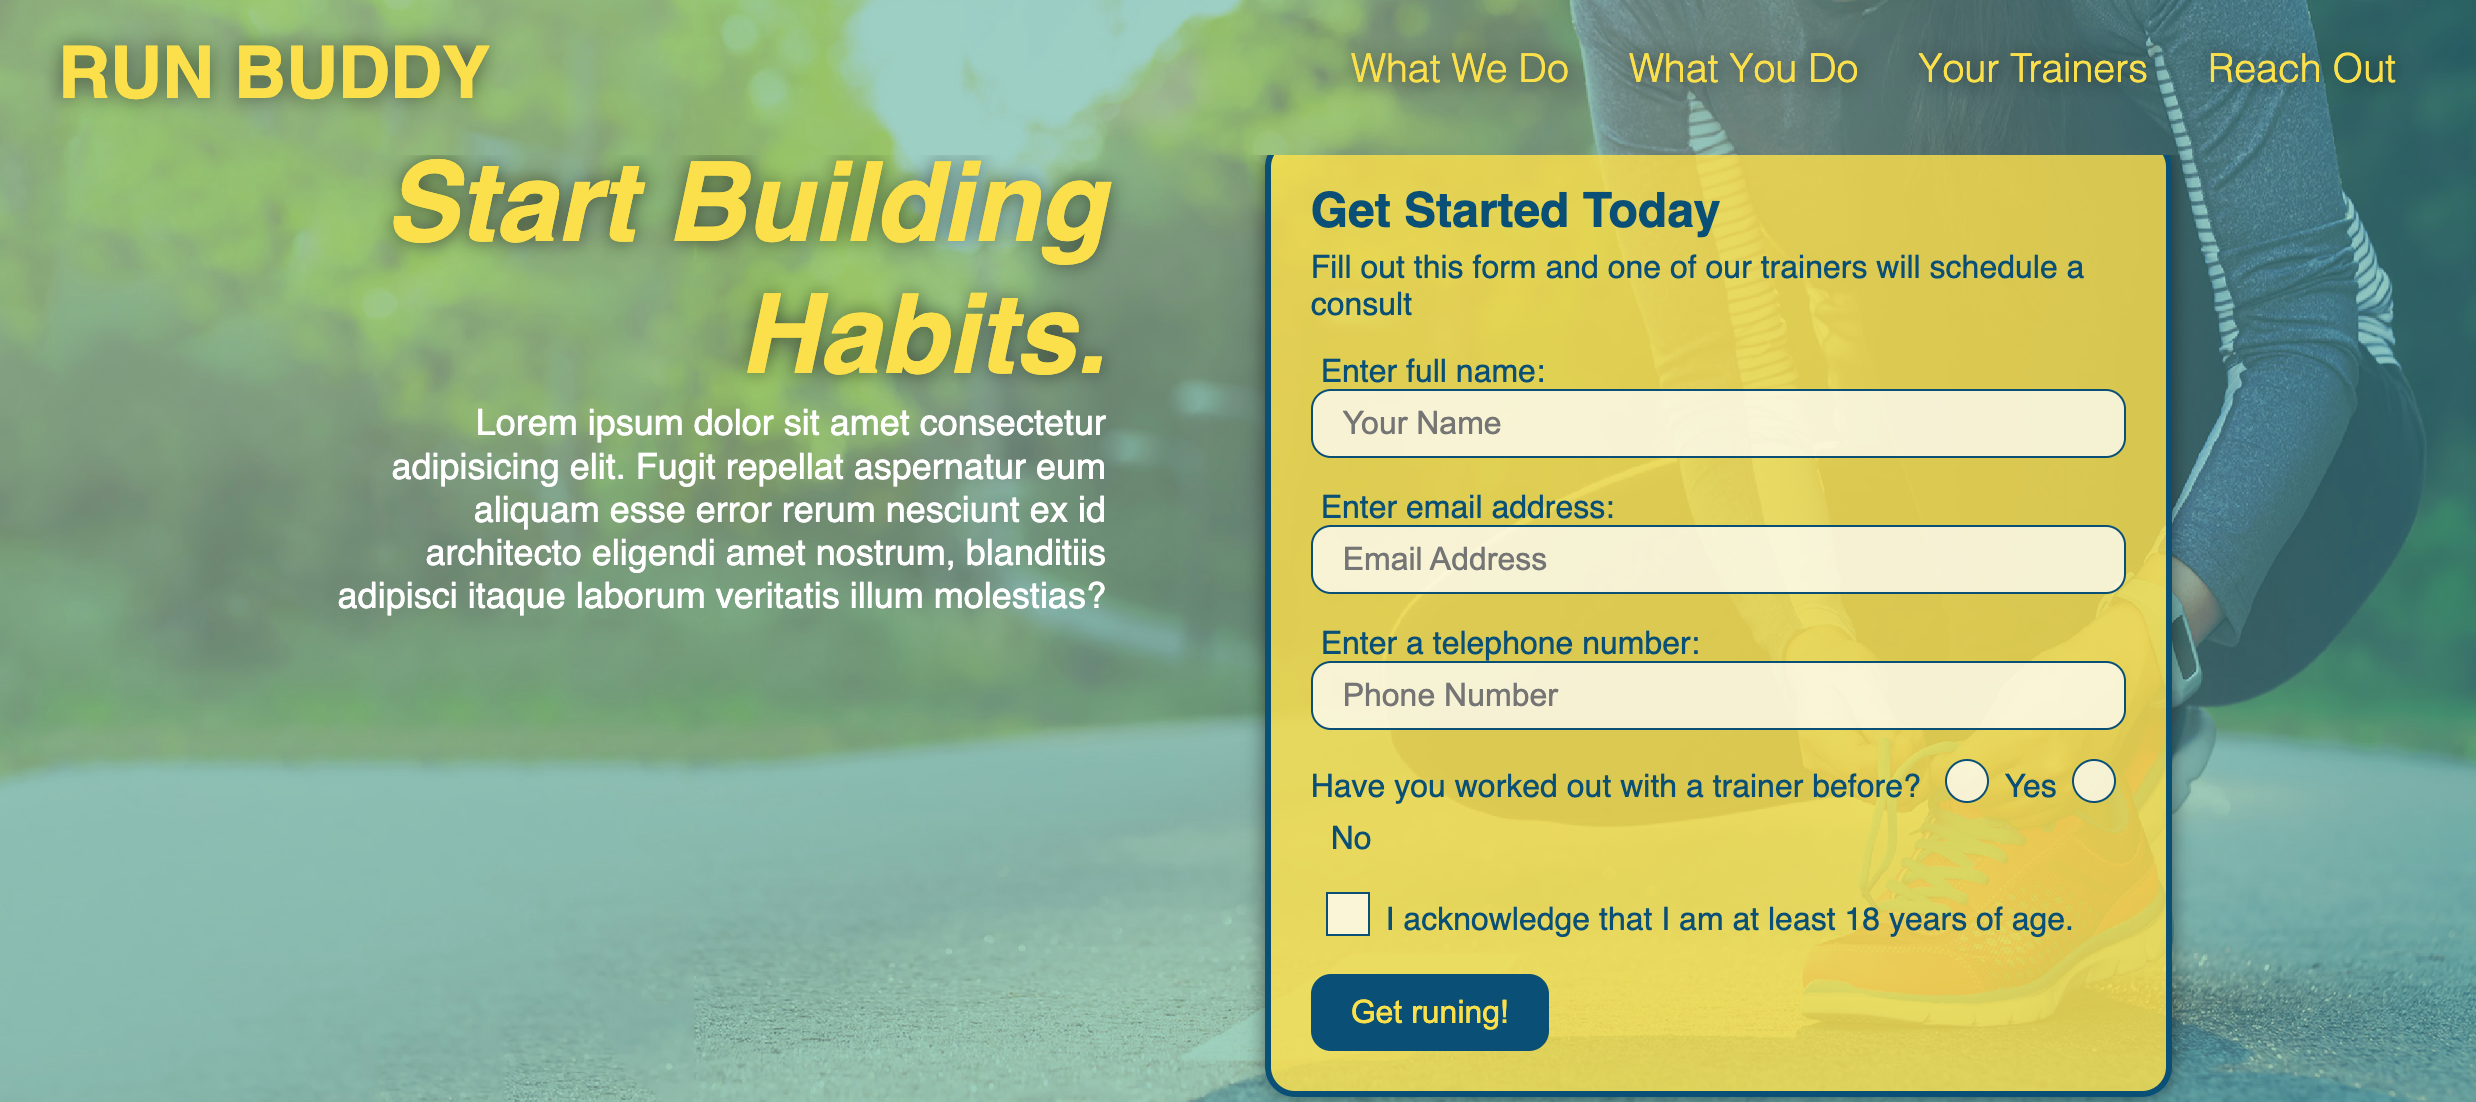 RUN BUDDY
What We Do What You Do Your Trainers Reach Out
Start Building
Habits.
Lorem ipsum dolor sit amet consectetur
adipisicing elit. Fugit repellat aspernatur eum
aliquam esse error rerum nesciunt ex id
architecto eligendi amet nostrum, blanditiis
adipisci itaque laborum veritatis illum molestias?
Get Started Today
Fill out this form and one of our trainers will schedule a
consult
Enter full name:
Your Name
Enter email address:
Email Address
Enter a telephone number:
Phone Number
Have you worked out with a trainer before? Yes
No
I acknowledge that I am at least 18 years of age.
Get runing!